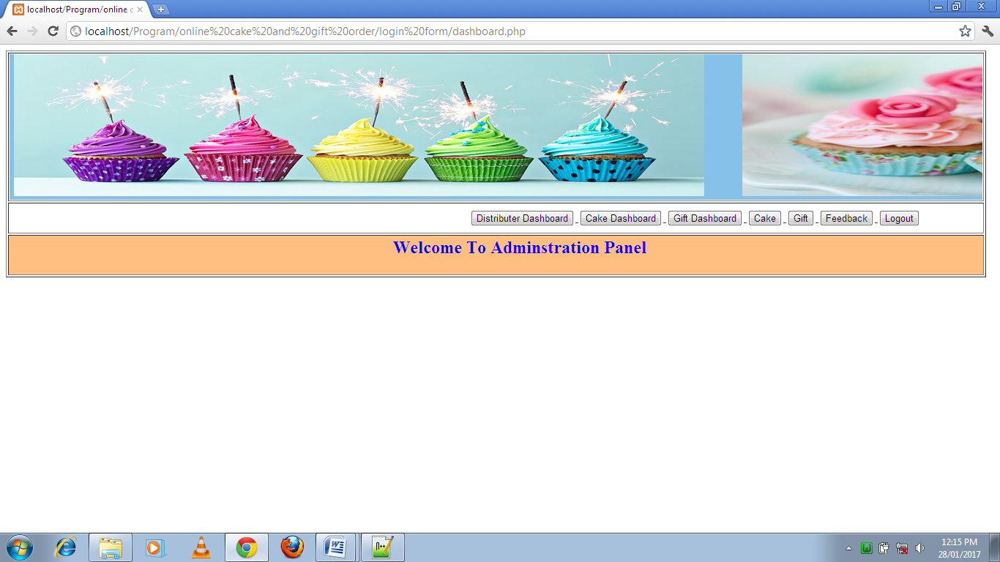 localhost/Program/online c
localhost/Program/online%20cake%20and%20gift%20order/login%20form/dashboard.php
Distributer Dashboard Cake Dashboard Gift Dashboard Cake Gift Feedback Logout
Welcome To Adminstration Panel
12:15 PM
28/01/2017